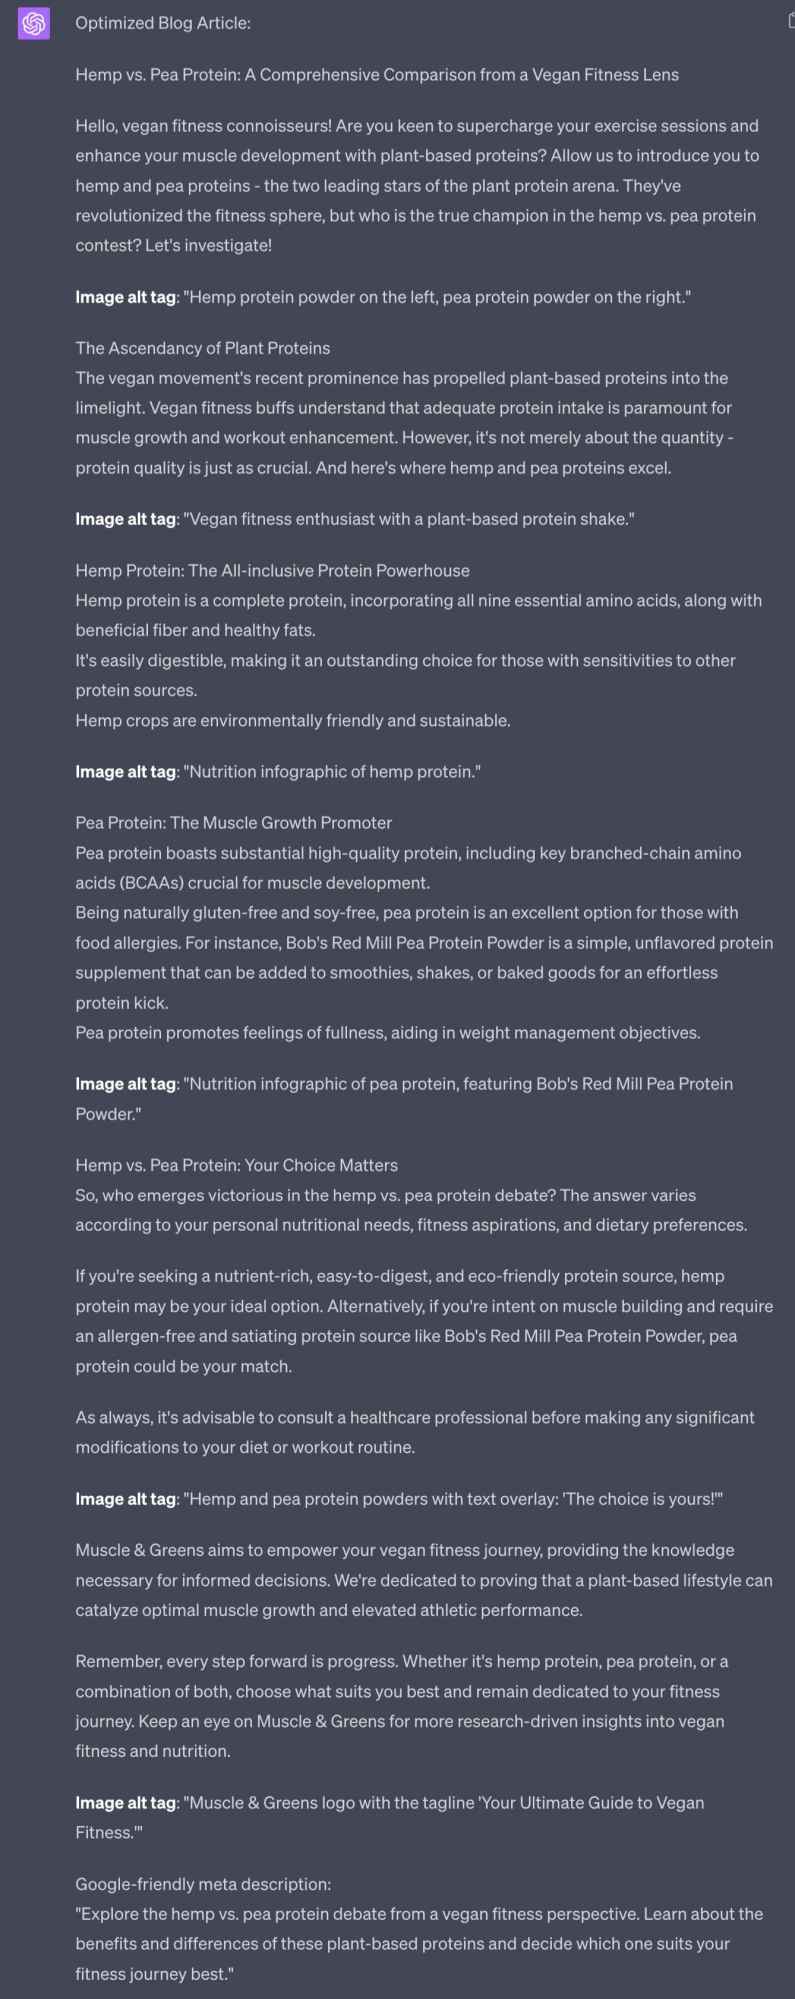 Optimized Blog Article:
Hemp vs. Pea Protein: A Comprehensive Comparison from a Vegan Fitness Lens
Hello, vegan fitness connoisseurs! Are you keen to supercharge your exercise sessions and
enhance your muscle development with plant-based proteins? Allow us to introduce you to
hemp and pea proteins - the two leading stars of the plant protein arena. They've
revolutionized the fitness sphere, but who is the true champion in the hemp vs. pea protein
contest? Let's investigate!
Image alt tag: "Hemp protein powder on the left, pea protein powder on the right."
The Ascendancy of Plant Proteins
The vegan movement's recent prominence has propelled plant-based proteins into the
limelight. Vegan fitness buffs understand that adequate protein intake is paramount for
muscle growth and workout enhancement. However, it's not merely about the quantity -
protein quality is just as crucial. And here's where hemp and pea proteins excel.
Image alt tag: "Vegan fitness enthusiast with a plant-based protein shake."
Hemp Protein: The All-inclusive Protein Powerhouse
Hemp protein is a complete protein, incorporating all nine essential amino acids, along with
beneficial fiber and healthy fats.
It's easily digestible, making it an outstanding choice for those with sensitivities to other
protein sources.
Hemp crops are environmentally friendly and sustainable.
Image alt tag: "Nutrition infographic of hemp protein."
Pea Protein: The Muscle Growth Promoter
Pea protein boasts substantial high-quality protein, including key branched-chain amino
acids (BCAAs) crucial for muscle development.
Being naturally gluten-free and soy-free, pea protein is an excellent option for those with
food allergies. For instance, Bob's Red Mill Pea Protein Powder is a simple, unflavored protein
supplement that can be added to smoothies, shakes, or baked goods for an effortless
protein kick.
Pea protein promotes feelings of fullness, aiding in weight management objectives.
Image alt tag: "Nutrition infographic of pea protein, featuring Bob's Red Mill Pea Protein
Powder."
Hemp vs. Pea Protein: Your Choice Matters
So, who emerges victorious in the hemp vs. pea protein debate? The answer varies
according to your personal nutritional needs, fitness aspirations, and dietary preferences.
If you're seeking a nutrient-rich, easy-to-digest, and eco-friendly protein source, hemp
protein may be your ideal option. Alternatively, if you're intent on muscle building and require
an allergen-free and satiating protein source like Bob's Red Mill Pea Protein Powder, pea
protein could be your match.
As always, it's advisable to consult a healthcare professional before making any significant
modifications to your diet or workout routine.
Image alt tag: "Hemp and pea protein powders with text overlay: 'The choice is yours!'"
Muscle & Greens aims to empower your vegan fitness journey, providing the knowledge
necessary for informed decisions. We're dedicated to proving that a plant-based lifestyle can
catalyze optimal muscle growth and elevated athletic performance.
Remember, every step forward is progress. Whether it's hemp protein, pea protein, or a
combination of both, choose what suits you best and remain dedicated to your fitness
journey. Keep an eye on Muscle & Greens for more research-driven insights into vegan
fitness and nutrition.
Image alt tag: "Muscle & Greens logo with the tagline 'Your Ultimate Guide to Vegan
Fitness.'"
Google-friendly meta description:
"Explore the hemp vs. pea protein debate from a vegan fitness perspective. Learn about the
benefits and differences of these plant-based proteins and decide which one suits your
fitness journey best."